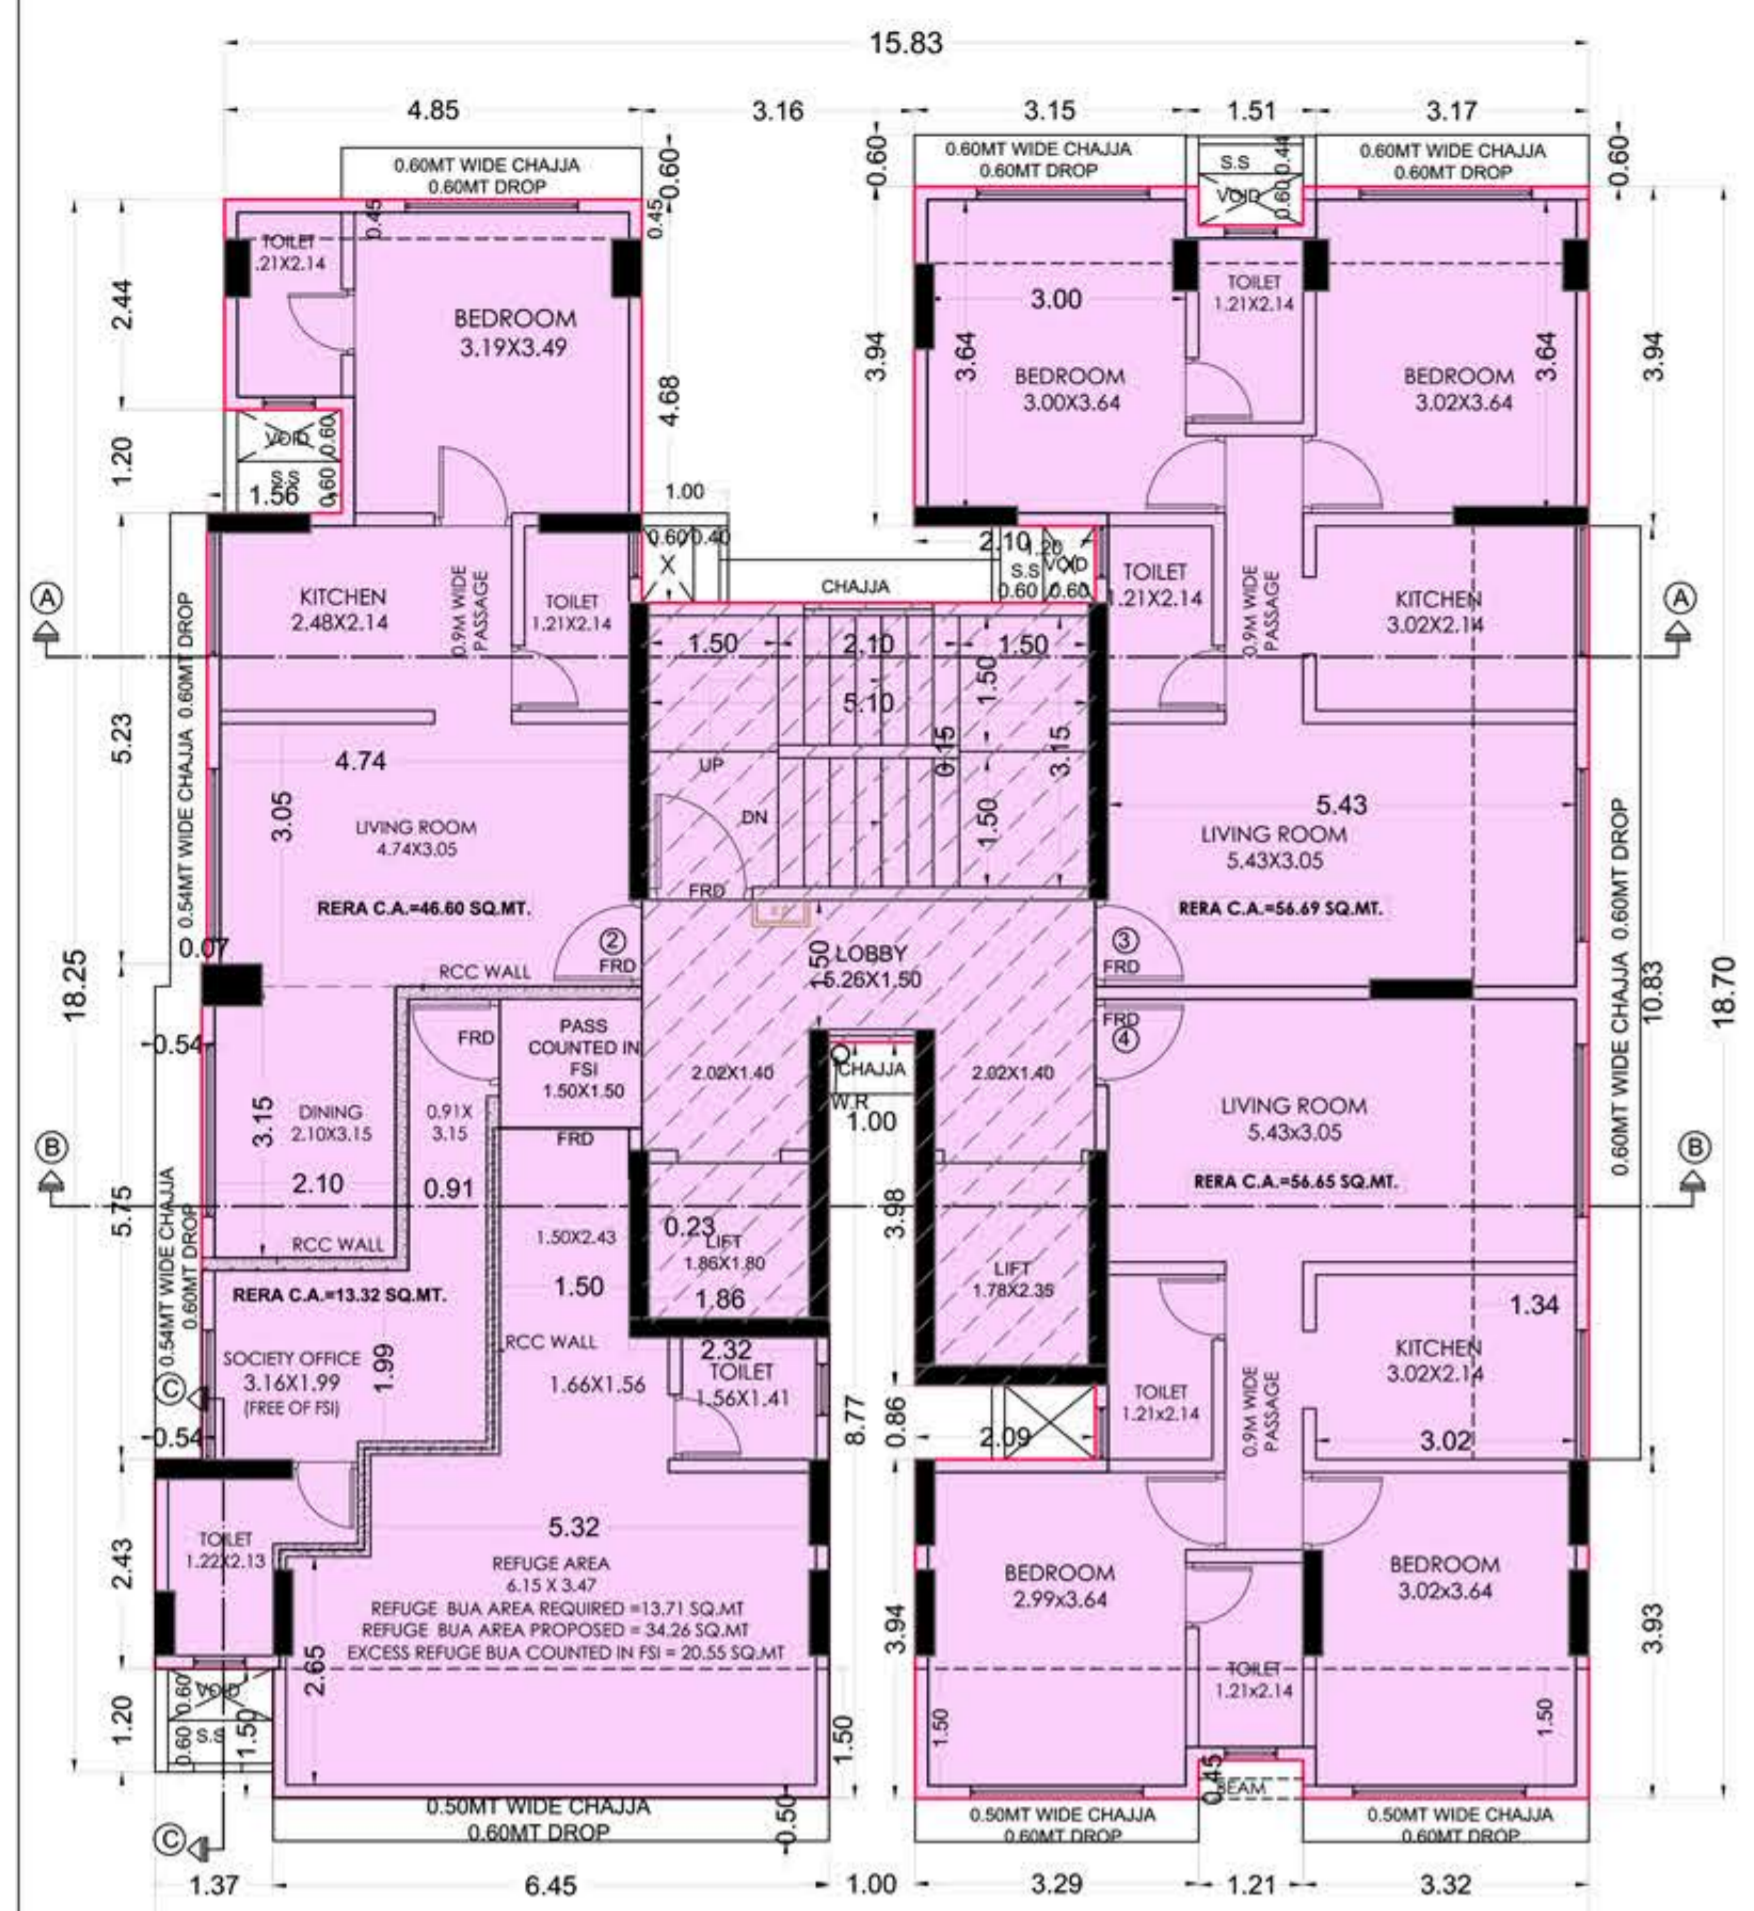 15.83
4.85
3.16
3.15
1.51
3.17
0.60MT WIDE CHAJJA
0.60MT DROP
0.60
0.60
0.60MT WIDE CHAJJA
0.60MT DROP
S.S
0.44
VOID
0.60
0.60MT WIDE CHAJJA
0.60MT DROP
0.60
TOILET
.21X2.14
0.45
0.45
BEDROOM
3.19X3.49
2.44
4.68
3.94
3.00
3.64
BEDROOM
3.00X3.64
TOILET
1.21X2.14
BEDROOM
3.02X3.64
3.64
3.94
1.20
VOID
0.60
S.S
0.60
1.56
1.00
0.60
0.40
CHAJJA
2.10
1.20
S.S
VOID
0.60
0.60
A
KITCHEN
2.48X2.14
0.9M WIDE
PASSAGE
TOILET
1.21X2.14
1.50
2.10
1.50
5.10
1.50
0.15
3.15
1.50
UP
DN
FRD
TOILET
1.21X2.14
0.9M WIDE
PASSAGE
KITCHEN
3.02X2.14
A
0.54MT WIDE CHAJJA 0.60MT DROP
5.23
4.74
3.05
LIVING ROOM
4.74X3.05
RERA C.A.=46.60 SQ.MT.
2
FRD
0.07
RCC WALL
18.25
5.43
LIVING ROOM
5.43X3.05
RERA C.A.=56.69 SQ.MT.
3
FRD
LOBBY
5.26X1.50
1.50
0.60MT WIDE CHAJJA 0.60MT DROP
10.83
18.70
0.54
FRD
PASS
COUNTED IN
FSI
1.50X1.50
FRD
2.02X1.40
CHAJJA
W.R
1.00
2.02X1.40
FRD
4
LIVING ROOM
5.43x3.05
RERA C.A.=56.65 SQ.MT.
B
DINING
2.10X3.15
3.15
2.10
0.91X
3.15
0.91
RCC WALL
5.75
0.54MT WIDE CHAJJA
0.60MT DROP
1.50X2.43
1.50
0.23
LIFT
1.86X1.80
1.86
3.98
LIFT
1.78X2.35
B
RERA C.A.=13.32 SQ.MT.
SOCIETY OFFICE
3.16X1.99
(FREE OF FSI)
1.99
RCC WALL
1.66X1.56
2.32
TOILET
1.56X1.41
C
0.54
8.77
0.86
2.09
TOILET
1.21x2.14
0.9M WIDE
PASSAGE
1.34
KITCHEN
3.02X2.14
3.02
TOILET
1.22X2.13
2.43
5.32
REFUGE AREA
6.15 X 3.47
REFUGE BUA AREA REQUIRED =13.71 SQ.MT
REFUGE BUA AREA PROPOSED = 34.26 SQ.MT
EXCESS REFUGE BUA COUNTED IN FSI = 20.55 SQ.MT
2.65
3.94
BEDROOM
2.99x3.64
BEDROOM
3.02x3.64
3.93
1.20
0.60
VOID
0.60
S.S
1.50
1.50
1.50
TOILET
1.21x2.14
1.50
0.45
BEAM
C
0.50MT WIDE CHAJJA
0.60MT DROP
0.50
0.50MT WIDE CHAJJA
0.60MT DROP
0.50MT WIDE CHAJJA
0.60MT DROP
1.37
6.45
1.00
3.29
1.21
3.32